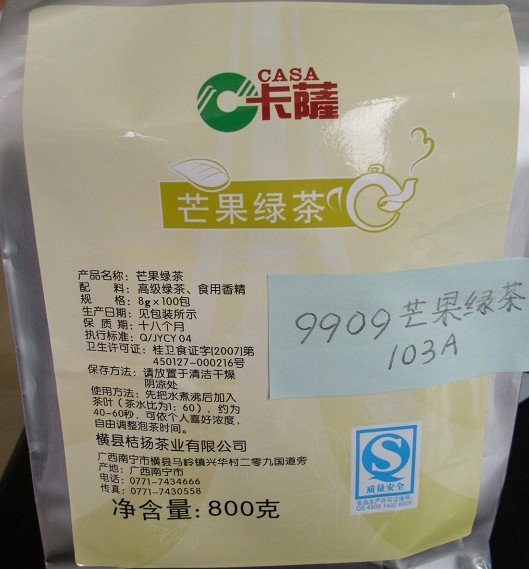 CASA
卡薩
芒果绿茶
产品名称：芒果绿茶
配 料：高级绿茶、食用香精
规 格：8g×100包
生产日期：见包装所示
保 质 期：十八个月
执行标准：Q/JYCY 04
卫生许可证：桂卫食证字[2007]第
450127-000216号
保存方法：请放置于清洁干燥
阴凉处
使用方法：先把水煮沸后加入
茶叶（茶水比为1：60），约为
40-60秒，可依个人喜好浓度，
自由调整泡茶时间。
横县桔扬茶业有限公司
广西南宁市横县马岭镇兴华村二零九国道旁
产地：广西南宁市
电话：0771-7434666
传真：0771-7430558
净含量：800克
9909芒果绿茶
103A
质量安全